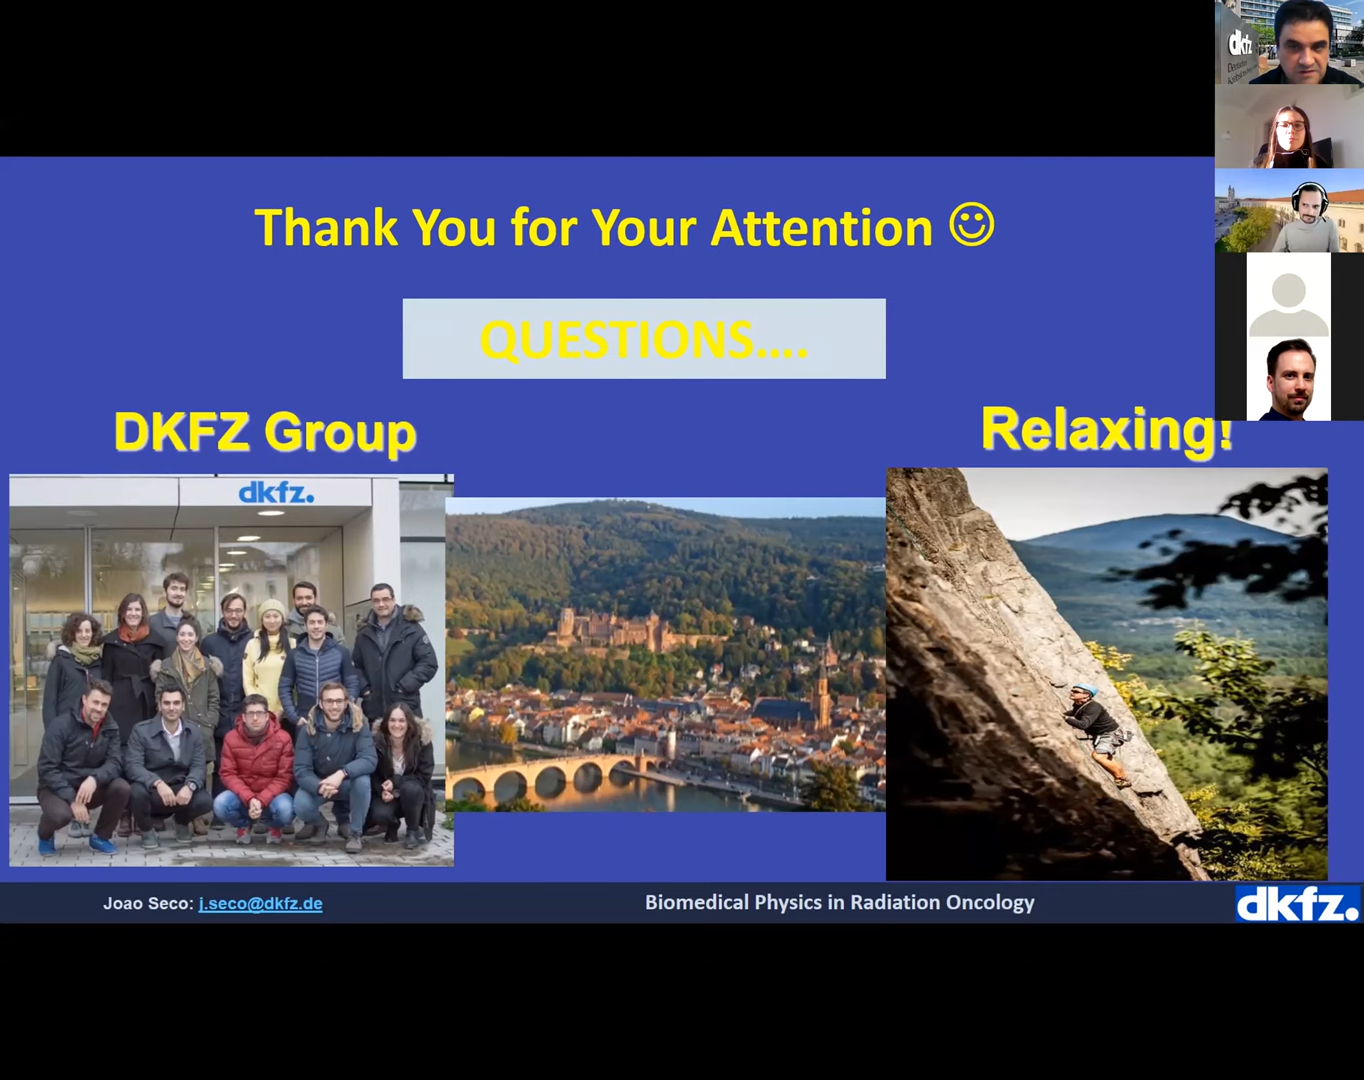 dkfz
Thank You for Your Attention ☺
QUESTIONS....
DKFZ Group
Relaxing!
dkfz.
Joao Seco: j.seco@dkfz.de
Biomedical Physics in Radiation Oncology
dkfz.